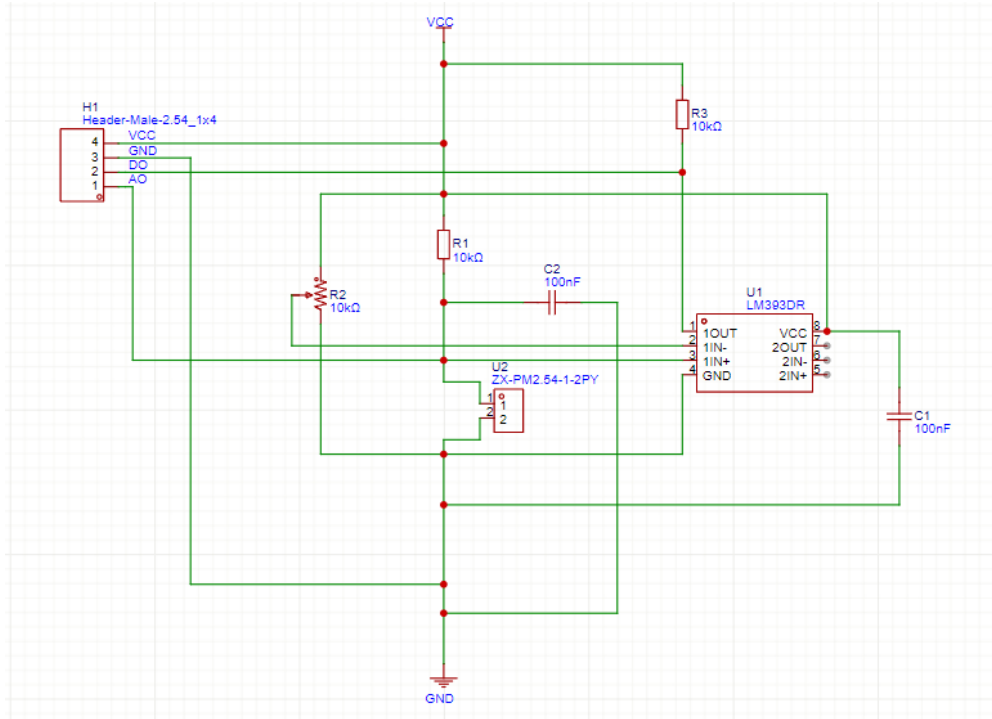 VCC
H1
Header-Male-2.54_1x4
VCC
4
GND
3
DO
2
AO
1
R3
10kΩ
R1
10kΩ
C2
100nF
R2
10kΩ
U1
LM393DR
1 1OUT VCC 8
2 1IN- 2OUT 7
3 1IN+ 2IN- 6
4 GND 2IN+ 5
U2
ZX-PM2.54-1-2PY
1 1
2 2
C1
100nF
GND